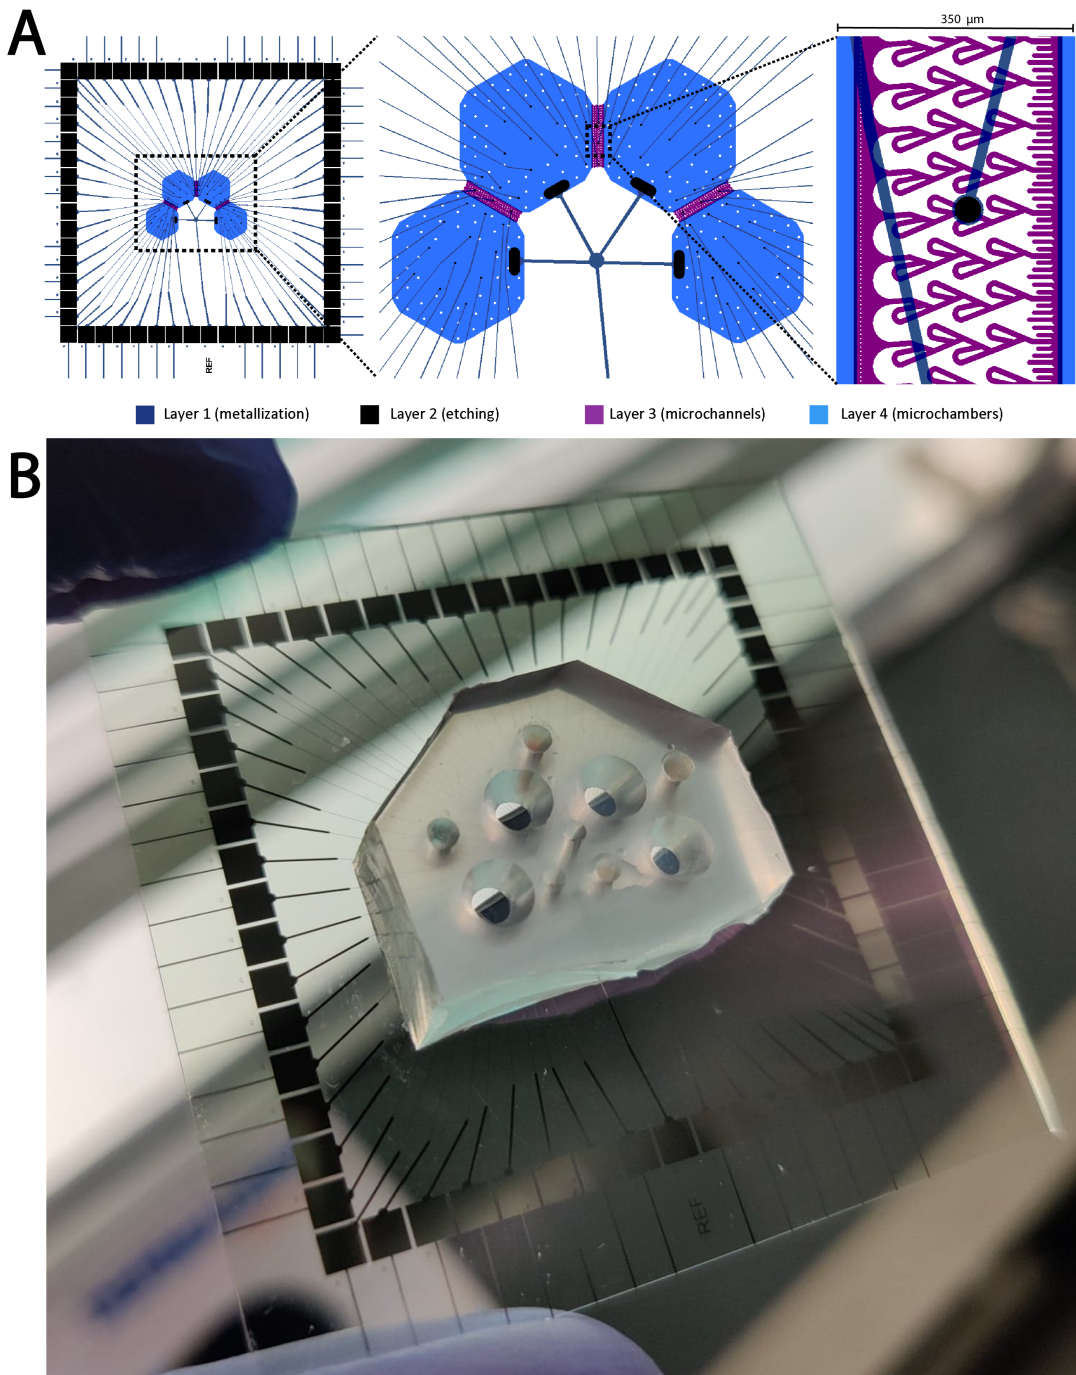 A
350 µm
REF
Layer 1 (metallization)
Layer 2 (etching)
Layer 3 (microchannels)
Layer 4 (microchambers)
B
REF